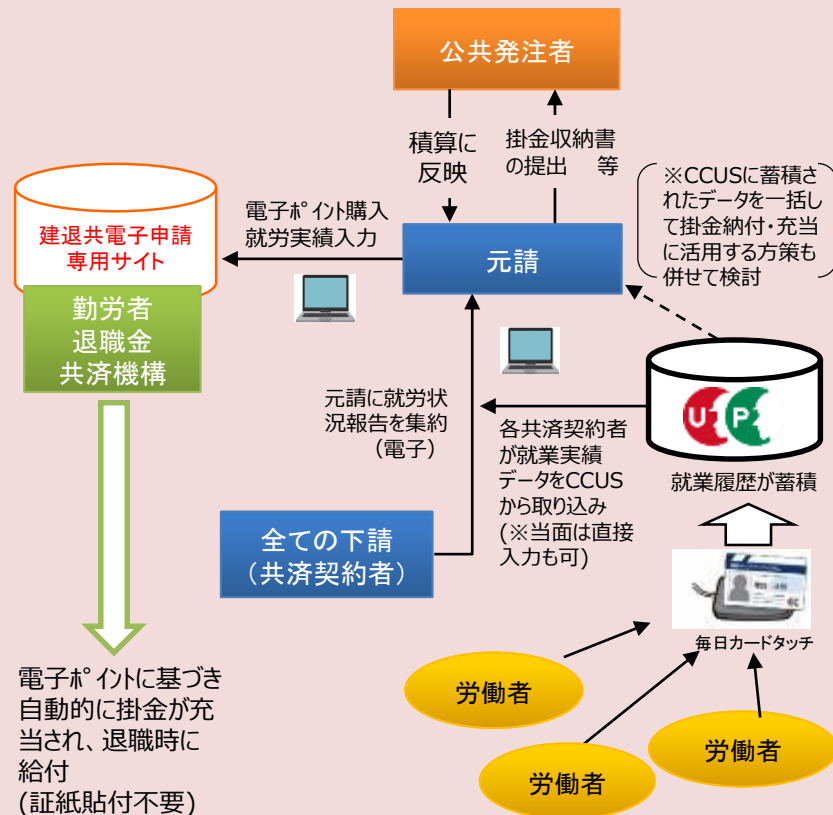 公共発注者
積算に
反映
掛金収納書
の提出 等
※CCUSに蓄積さ
れたデータを一括し
て掛金納付・充当
に活用する方策も
併せて検討
電子ポイント購入
就労実績入力
建退共電子申請
専用サイト
元請
勤労者
退職金
共済機構
元請に就労状
況報告を集約
(電子)
各共済契約者
が就業実績
データをCCUS
から取り込み
(※当面は直接
入力も可)
U P
就業履歴が蓄積
全ての下請
(共済契約者)
毎日カードタッチ
労働者
労働者
労働者
電子ポイントに基づき
自動的に掛金が充
当され、退職時に
給付
(証紙貼付不要)